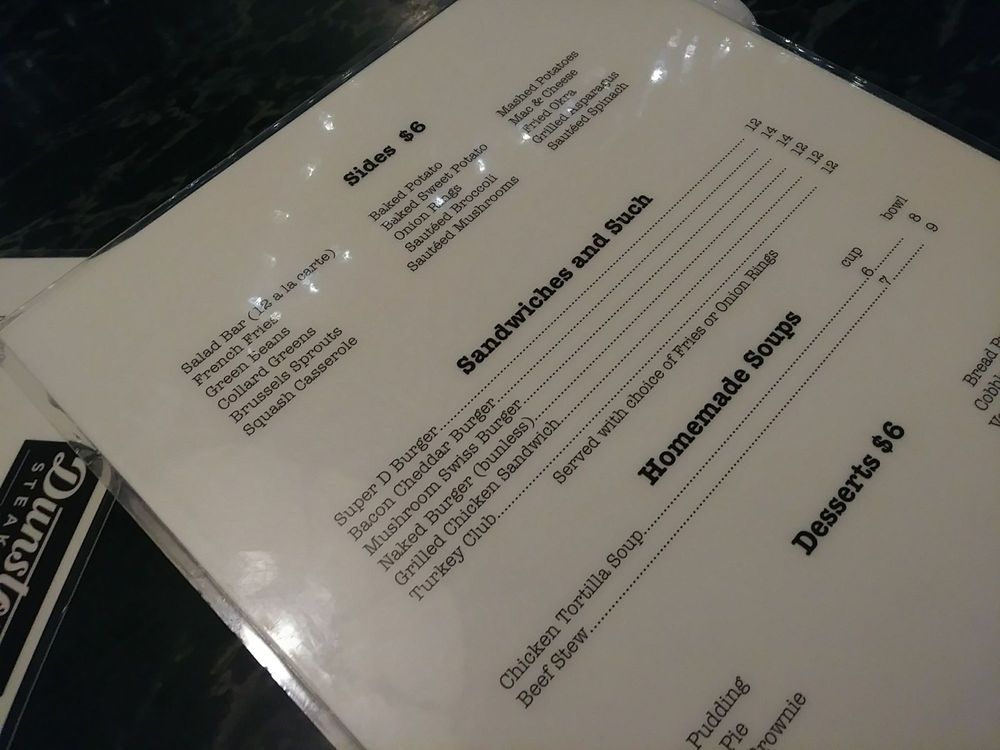 Sides $6
Salad Bar (12 a la carte)
French Fries
Green Beans
Collard Greens
Brussels Sprouts
Squash Casserole
Baked Potato
Baked Sweet Potato
Onion Rings
Sautéed Broccoli
Sautéed Mushrooms
Mashed Potatoes
Mac & Cheese
Fried Okra
Grilled Asparagus
Sautéed Spinach
Sandwiches and Such
Super D Burger 12
Bacon Cheddar Burger 14
Mushroom Swiss Burger 14
Naked Burger (bunless) 12
Grilled Chicken Sandwich 12
Turkey Club 12
Served with choice of Fries or Onion Rings
Homemade Soups
cup bowl
Chicken Tortilla Soup 6 8
Beef Stew 7 9
Desserts $6
Pudding
Pie
Brownie
Bread
STEAK